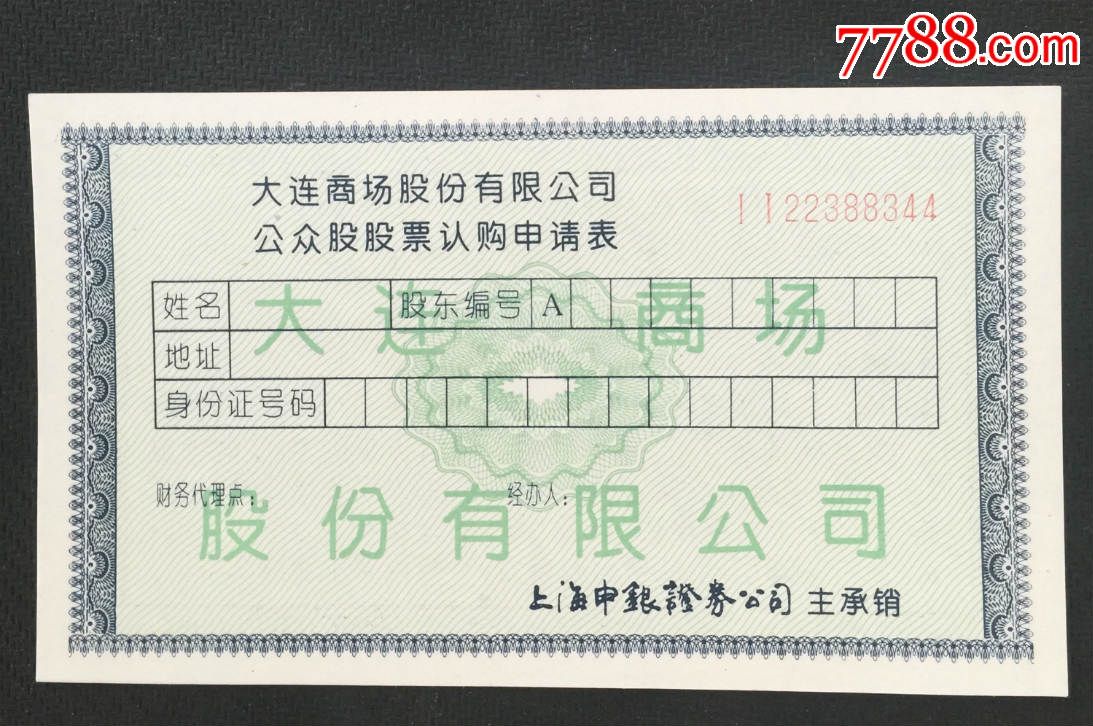 7788.com
大连商场股份有限公司
公众股股票认购申请表
1122388344
姓名 股东编号 A
地址
身份证号码
大连商场
股份有限公司
财务代理点： 经办人：
上海申銀證券公司 主承销